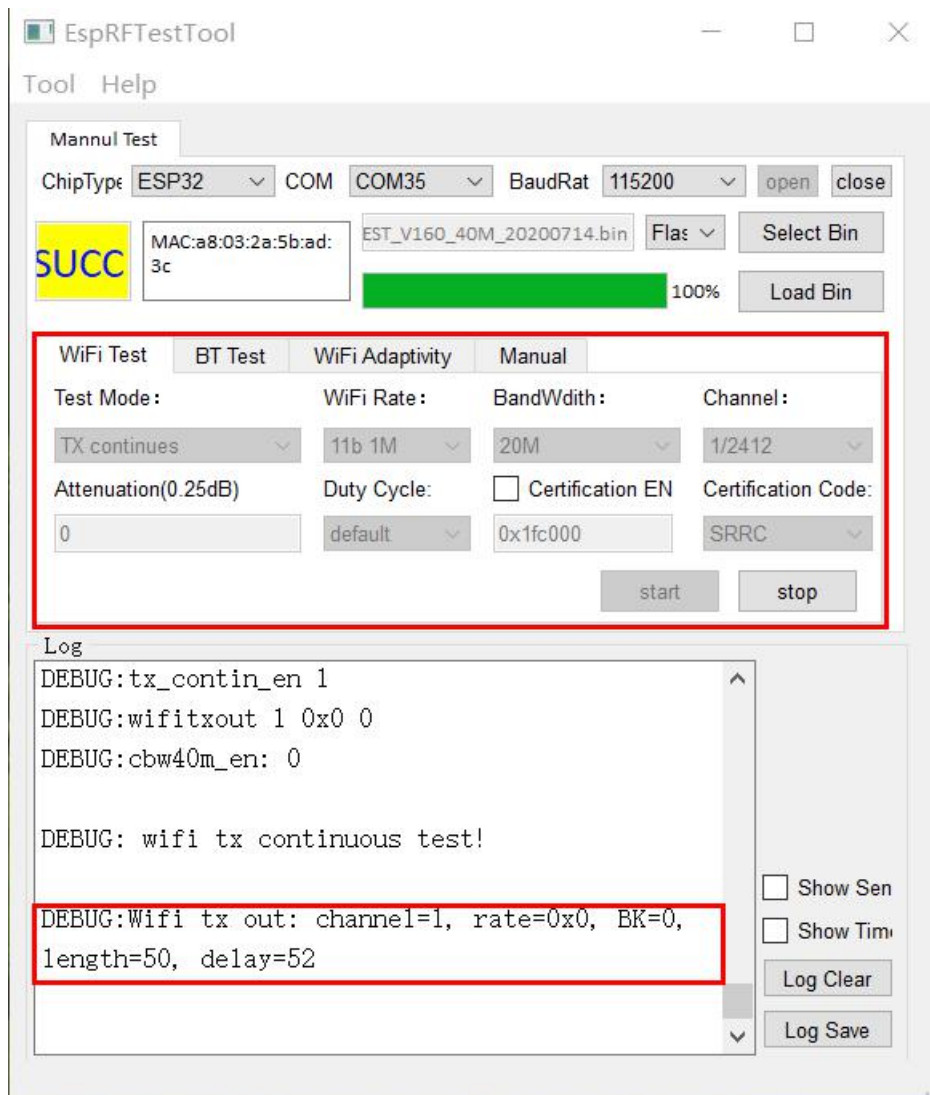 EspRFTestTool
Tool Help
Mannul Test
ChipType ESP32 COM COM35 BaudRat 115200 open close
SUCC
MAC:a8:03:2a:5b:ad:
3c
EST_V160_40M_20200714.bin Flas Select Bin
100% Load Bin
WiFi Test BT Test WiFi Adaptivity Manual
Test Mode: WiFi Rate: BandWdith: Channel:
TX continues 11b 1M 20M 1/2412
Attenuation(0.25dB) Duty Cycle: Certification EN Certification Code:
0 default 0x1fc000 SRRC
start stop
Log
DEBUG:tx_contin_en 1
DEBUG:wifitxout 1 0x0 0
DEBUG:cbw40m_en: 0
DEBUG: wifi tx continuous test!
DEBUG:Wifi tx out: channel=1, rate=0x0, BK=0,
length=50, delay=52
Show Sen
Show Tim
Log Clear
Log Save